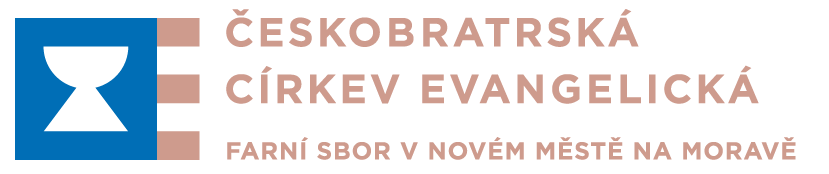 ČESKOBRATRSKÁ
CÍRKEV EVANGELICKÁ
FARNÍ SBOR V NOVÉM MĚSTĚ NA MORAVĚ